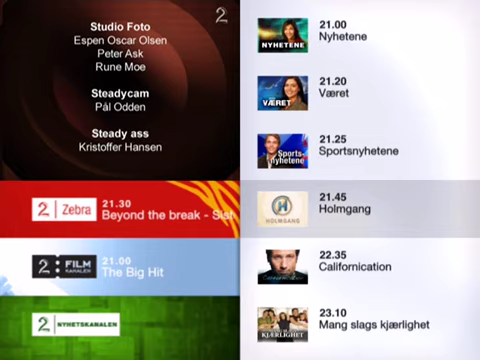 2
Studio Foto
Espen Oscar Olsen
Peter Ask
Rune Moe
Steadycam
Pål Odden
Steady ass
Kristoffer Hansen
2 Zebra
21.30
Beyond the break - Sist
2 FILM
KANALEN
21.00
The Big Hit
2 NYHETSKANALEN
NYHETENE
21.00
Nyhetene
VÆRET
21.20
Været
Sports-
nyhetene
21.25
Sportsnyhetene
HOLMGANG
21.45
Holmgang
22.35
Californication
KJÆRLIGHET
23.10
Mang slags kjærlighet